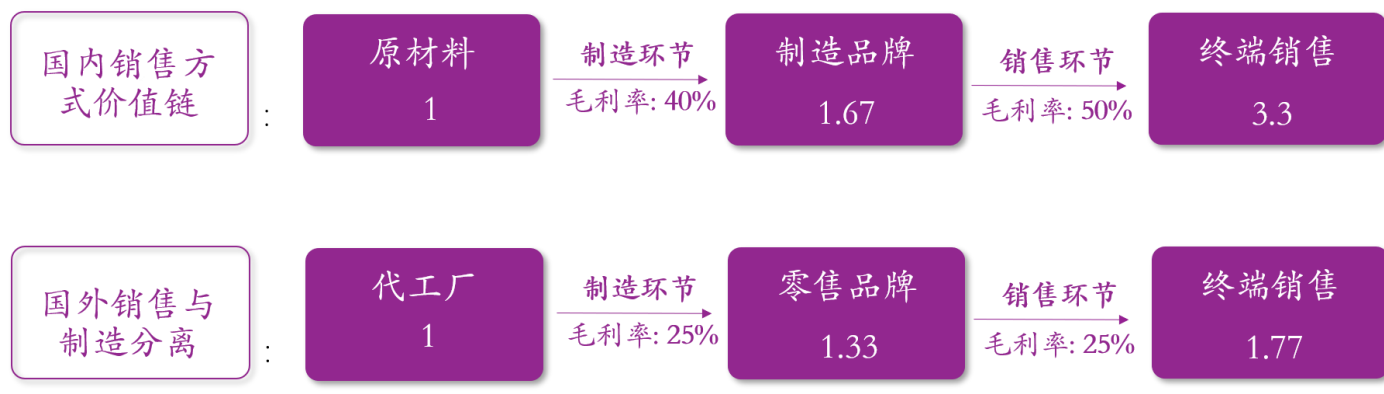 国内销售方
式价值链
:
原材料
1
制造环节
毛利率: 40%
制造品牌
1.67
销售环节
毛利率: 50%
终端销售
3.3
国外销售与
制造分离
:
代工厂
1
制造环节
毛利率: 25%
零售品牌
1.33
销售环节
毛利率: 25%
终端销售
1.77